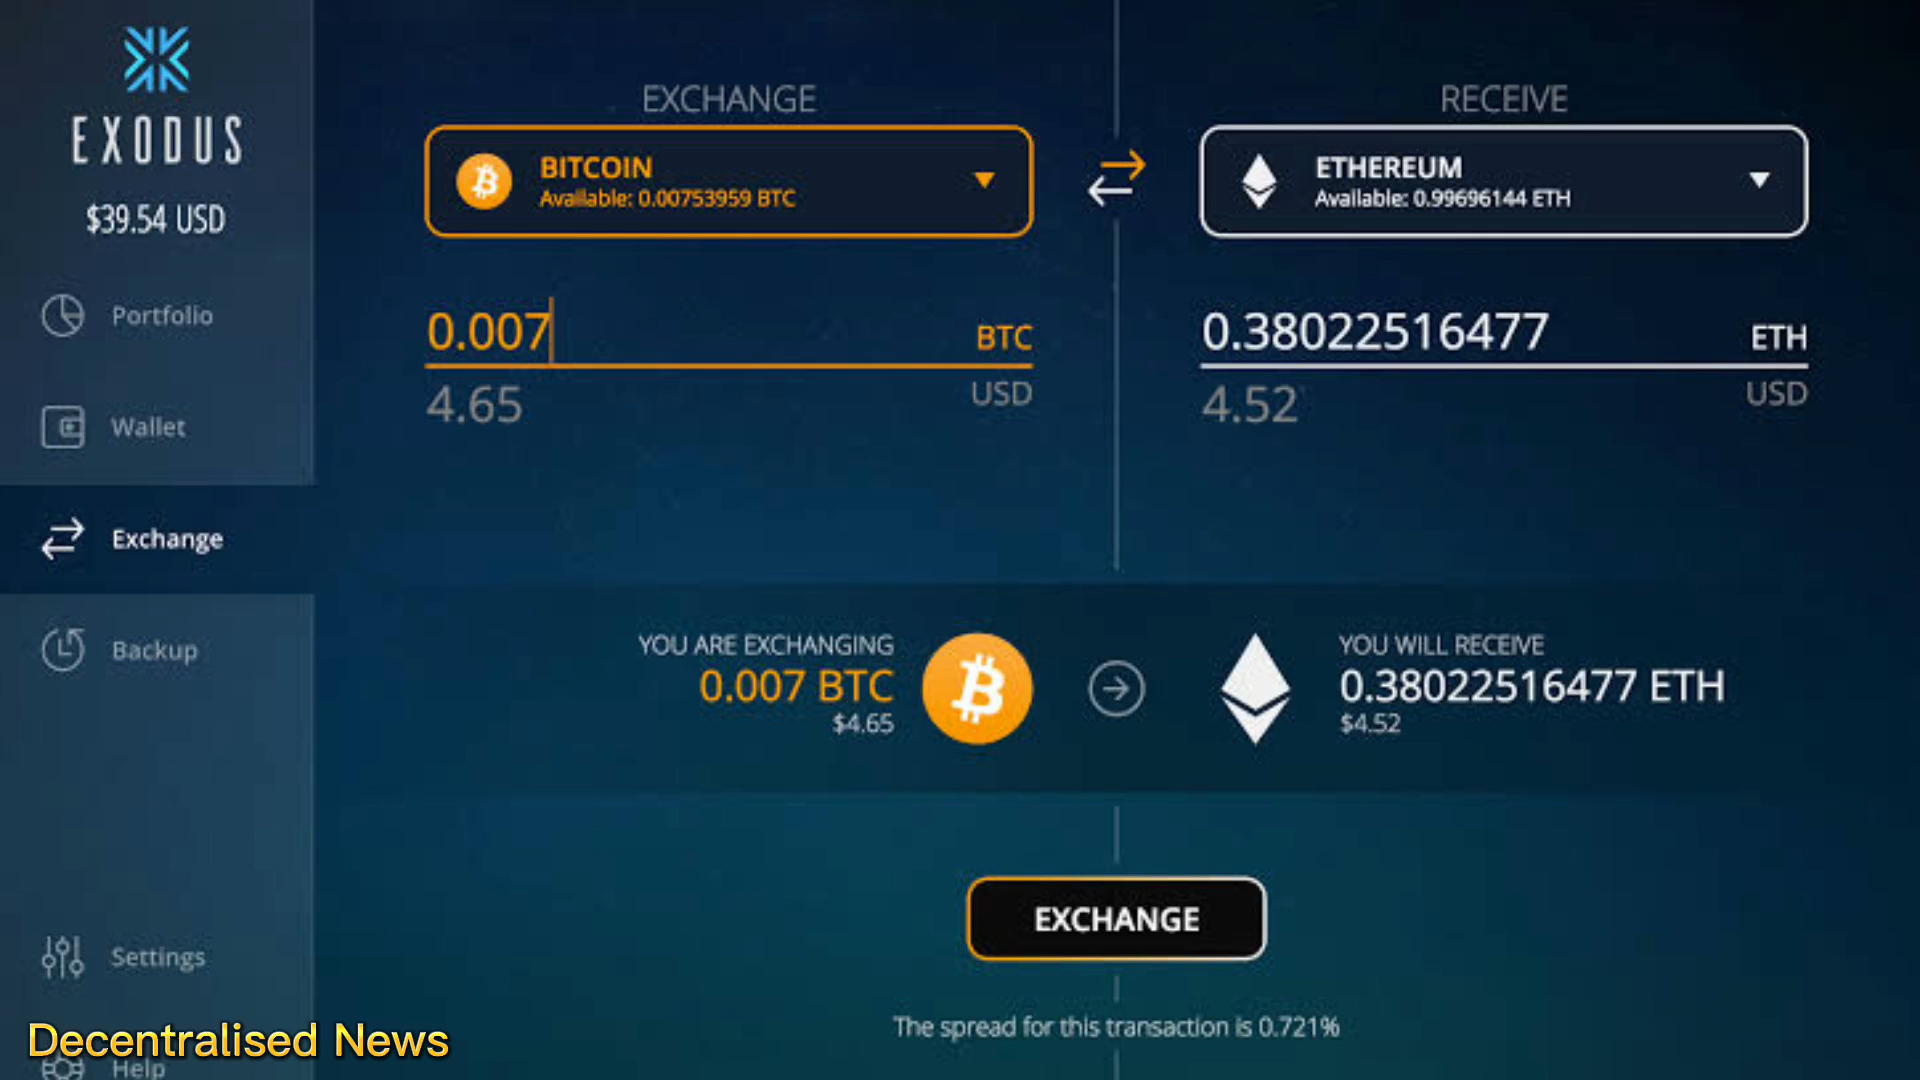 EXODUS
$39.54 USD
Portfolio
Wallet
Exchange
Backup
Settings
Help
EXCHANGE
BITCOIN
Available: 0.00753959 BTC
0.007 BTC
4.65 USD
RECEIVE
ETHEREUM
Available: 0.99696144 ETH
0.38022516477 ETH
4.52 USD
YOU ARE EXCHANGING
0.007 BTC
$4.65
YOU WILL RECEIVE
0.38022516477 ETH
$4.52
EXCHANGE
The spread for this transaction is 0.721%
Decentralised News